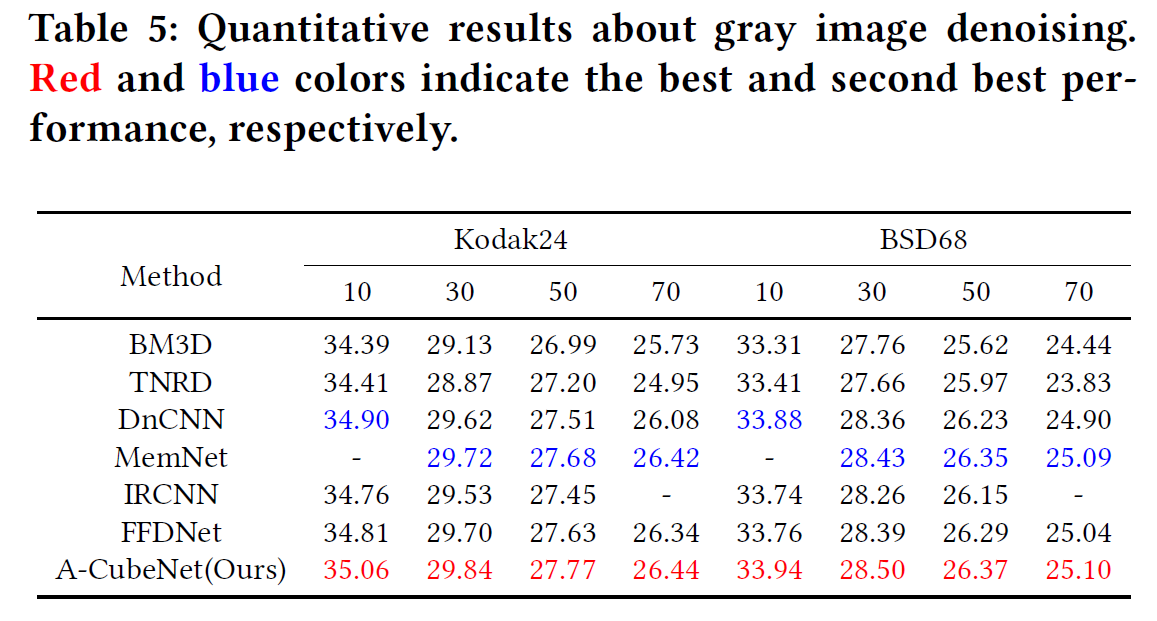 Table 5: Quantitative results about gray image denoising.
Red and blue colors indicate the best and second best per-
formance, respectively.
Kodak24 BSD68
Method
10 30 50 70 10 30 50 70
BM3D 34.39 29.13 26.99 25.73 33.31 27.76 25.62 24.44
TNRD 34.41 28.87 27.20 24.95 33.41 27.66 25.97 23.83
DnCNN 34.90 29.62 27.51 26.08 33.88 28.36 26.23 24.90
MemNet - 29.72 27.68 26.42 - 28.43 26.35 25.09
IRCNN 34.76 29.53 27.45 - 33.74 28.26 26.15 -
FFDNet 34.81 29.70 27.63 26.34 33.76 28.39 26.29 25.04
A-CubeNet(Ours) 35.06 29.84 27.77 26.44 33.94 28.50 26.37 25.10